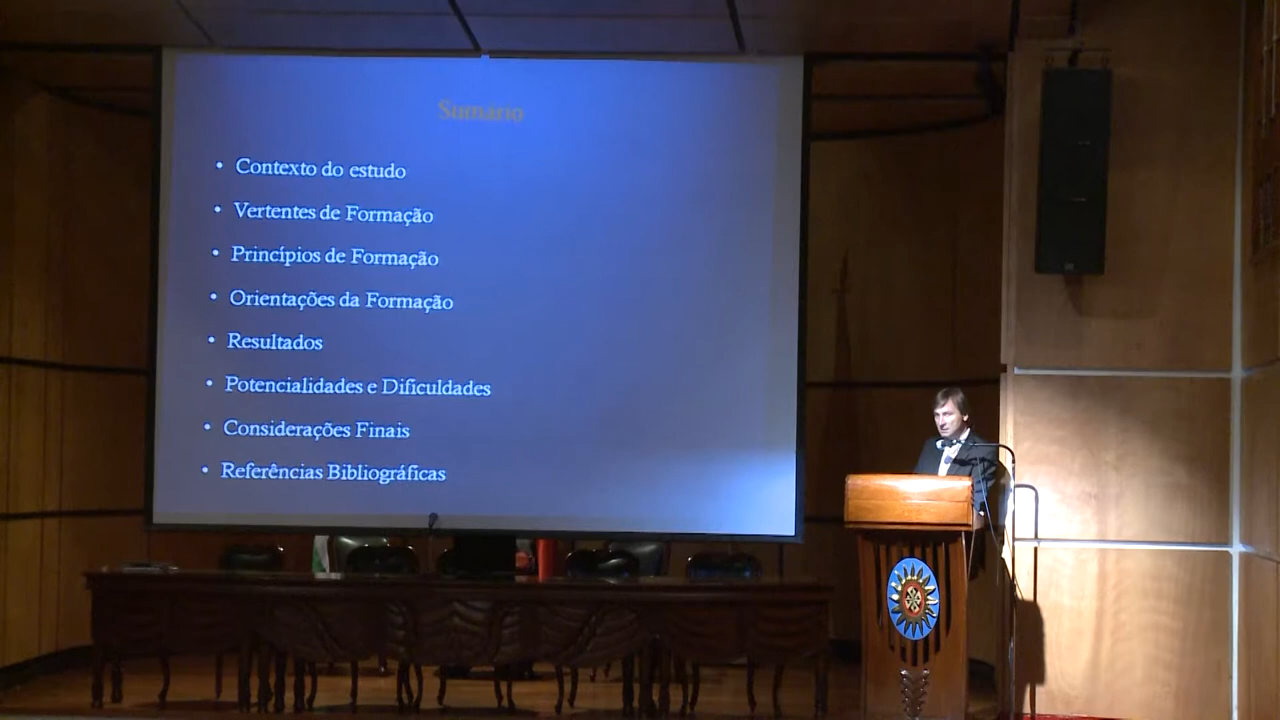 Sumário
• Contexto do estudo
• Vertentes de Formação
• Princípios de Formação
• Orientações da Formação
• Resultados
• Potencialidades e Dificuldades
• Considerações Finais
• Referências Bibliográficas